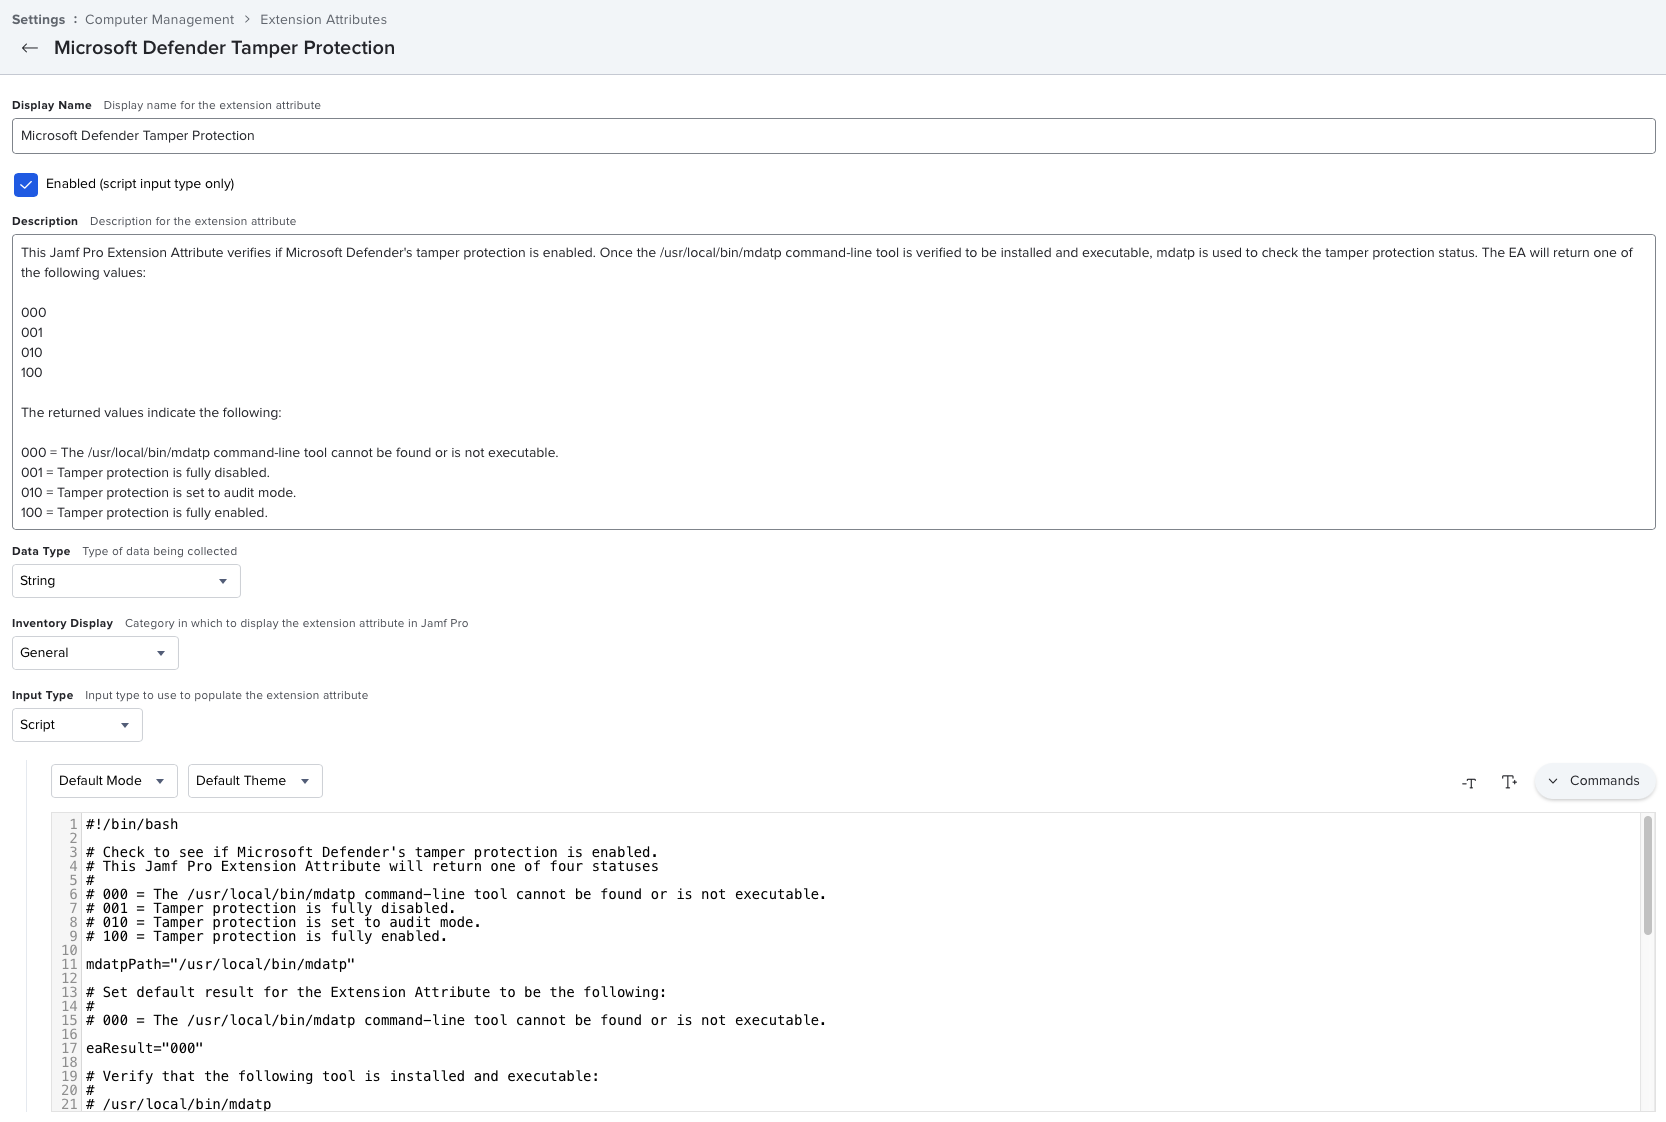 Settings : Computer Management > Extension Attributes
← Microsoft Defender Tamper Protection
Display Name Display name for the extension attribute
Microsoft Defender Tamper Protection
Enabled (script input type only)
Description Description for the extension attribute
This Jamf Pro Extension Attribute verifies if Microsoft Defender's tamper protection is enabled. Once the /usr/local/bin/mdatp command-line tool is verified to be installed and executable, mdatp is used to check the tamper protection status. The EA will return one of
the following values:
000
001
010
100
The returned values indicate the following:
000 = The /usr/local/bin/mdatp command-line tool cannot be found or is not executable.
001 = Tamper protection is fully disabled.
010 = Tamper protection is set to audit mode.
100 = Tamper protection is fully enabled.
Data Type Type of data being collected
String
Inventory Display Category in which to display the extension attribute in Jamf Pro
General
Input Type Input type to use to populate the extension attribute
Script
Default Mode Default Theme -T T+ Commands
1 #!/bin/bash
2
3 # Check to see if Microsoft Defender's tamper protection is enabled.
4 # This Jamf Pro Extension Attribute will return one of four statuses
5 #
6 # 000 = The /usr/local/bin/mdatp command-line tool cannot be found or is not executable.
7 # 001 = Tamper protection is fully disabled.
8 # 010 = Tamper protection is set to audit mode.
9 # 100 = Tamper protection is fully enabled.
10
11 mdatpPath="/usr/local/bin/mdatp"
12
13 # Set default result for the Extension Attribute to be the following:
14 #
15 # 000 = The /usr/local/bin/mdatp command-line tool cannot be found or is not executable.
16
17 eaResult="000"
18
19 # Verify that the following tool is installed and executable:
20 #
21 # /usr/local/bin/mdatp